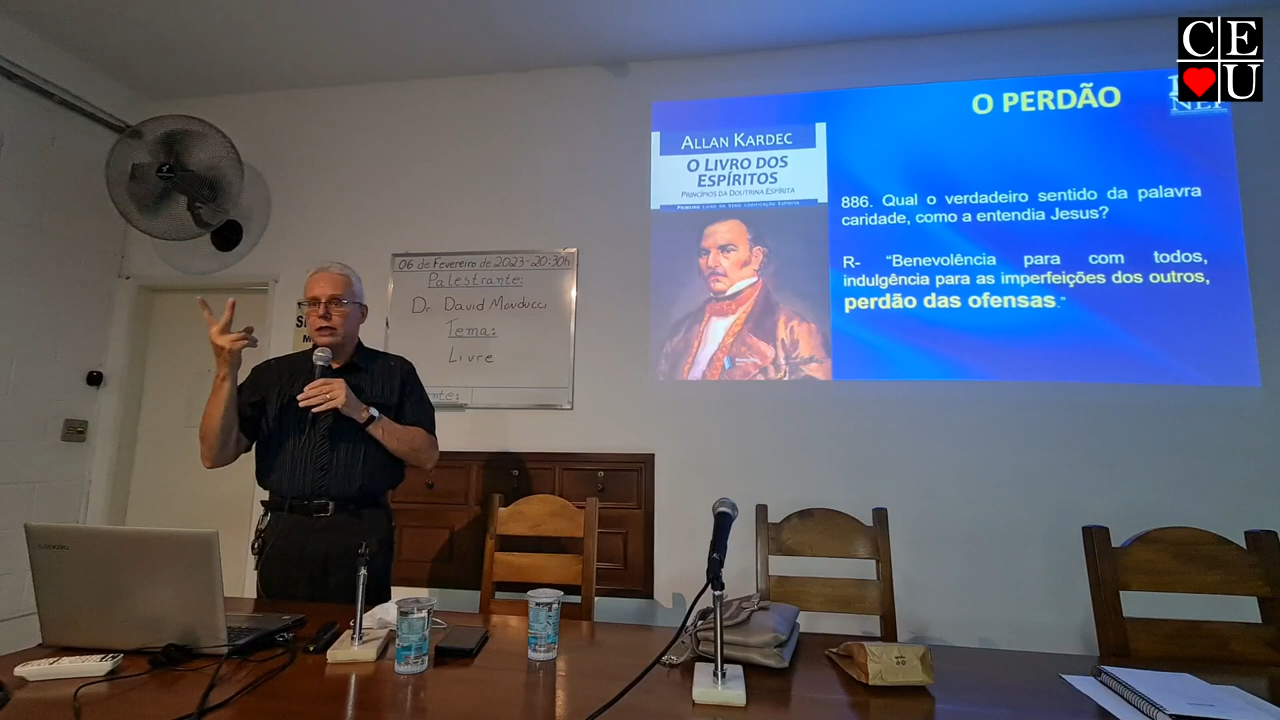 C E
U
O PERDÃO
ALLAN KARDEC
O LIVRO DOS
ESPÍRITOS
PRINCÍPIOS DA DOUTRINA ESPÍRITA
886. Qual o verdadeiro sentido da palavra
caridade, como a entendia Jesus?
R- “Benevolência para com todos,
indulgência para as imperfeições dos outros,
perdão das ofensas.”
06 de Fevereiro de 2023-20:30h
Palestrante:
Dr David Monducci
Tema:
Livre